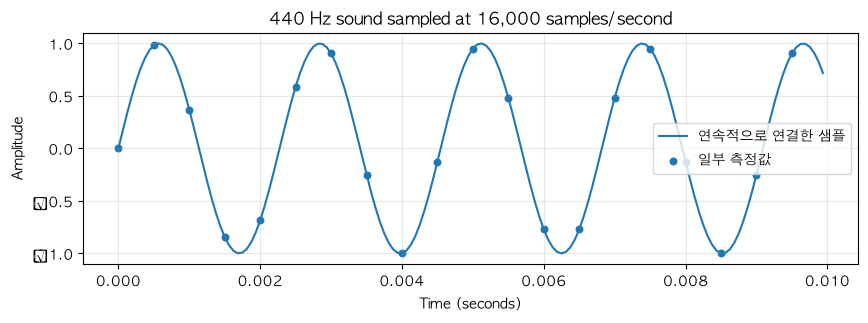 440 Hz sound sampled at 16,000 samples/second
Amplitude
1.0
0.5
0.0
0.5
1.0
연속적으로 연결한 샘플
일부 측정값
0.000 0.002 0.004 0.006 0.008 0.010
Time (seconds)